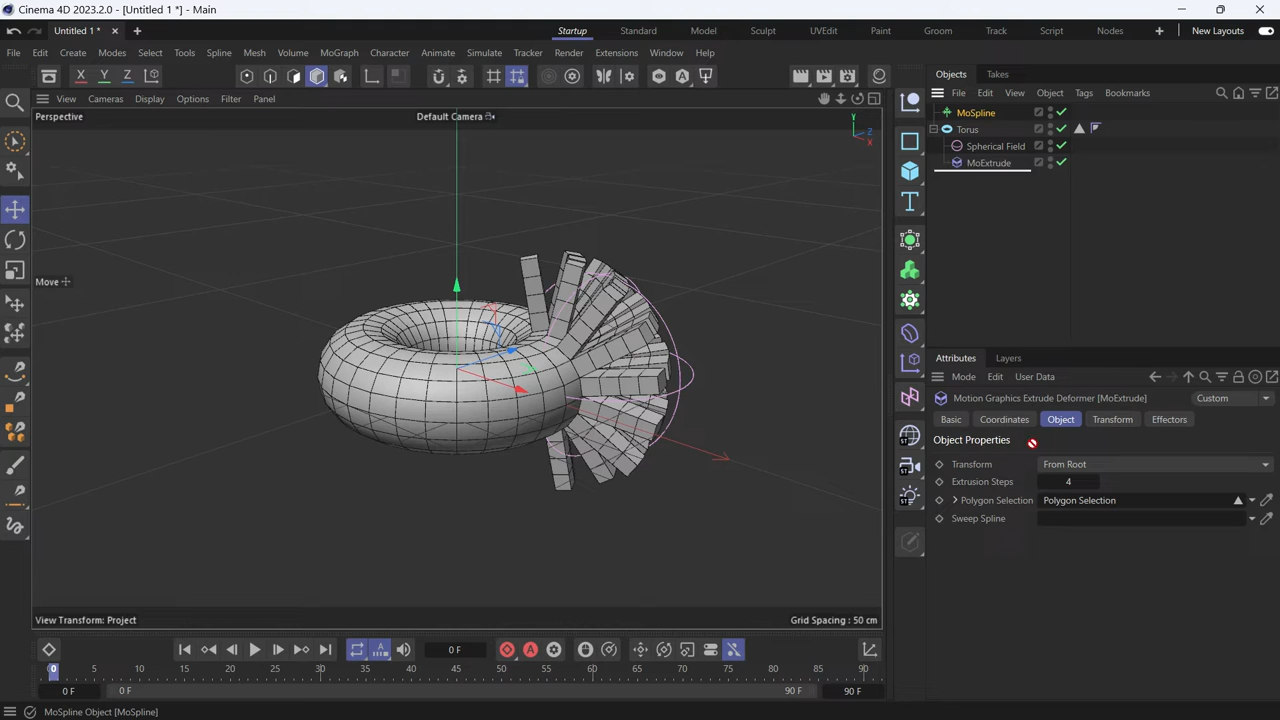 Cinema 4D 2023.2.0 - [Untitled 1 *] - Main
Untitled 1 *
Startup Standard Model Sculpt UVEdit Paint Groom Track Script Nodes New Layouts
File Edit Create Modes Select Tools Spline Mesh Volume MoGraph Character Animate Simulate Tracker Render Extensions Window Help
X Y Z
Objects Takes
File Edit View Object Tags Bookmarks
View Cameras Display Options Filter Panel
Perspective
Default Camera
Y
Z
X
MoSpline
Torus
Spherical Field
MoExtrude
Move
Attributes Layers
Mode Edit User Data
Motion Graphics Extrude Deformer [MoExtrude] Custom
Basic Coordinates Object Transform Effectors
Object Properties
Transform From Root
Extrusion Steps 4
Polygon Selection Polygon Selection
Sweep Spline
View Transform: Project
Grid Spacing : 50 cm
0 F
0 5 10 15 20 25 30 35 40 45 50 55 60 65 70 75 80 85 90
0 F 0 F 90 F 90 F
MoSpline Object [MoSpline]